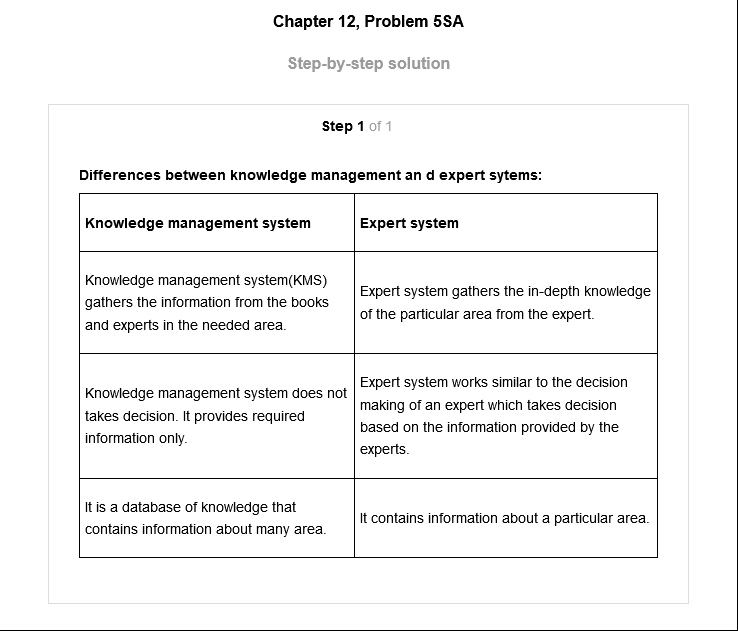 Chapter 12, Problem 5SA
Step-by-step solution
Step 1 of 1
Differences between knowledge management an d expert sytems:
Knowledge management system
Expert system
Knowledge management system(KMS)
gathers the information from the books
and experts in the needed area.
Expert system gathers the in-depth knowledge
of the particular area from the expert.
Knowledge management system does not
takes decision. It provides required
information only.
Expert system works similar to the decision
making of an expert which takes decision
based on the information provided by the
experts.
It is a database of knowledge that
contains information about many area.
It contains information about a particular area.